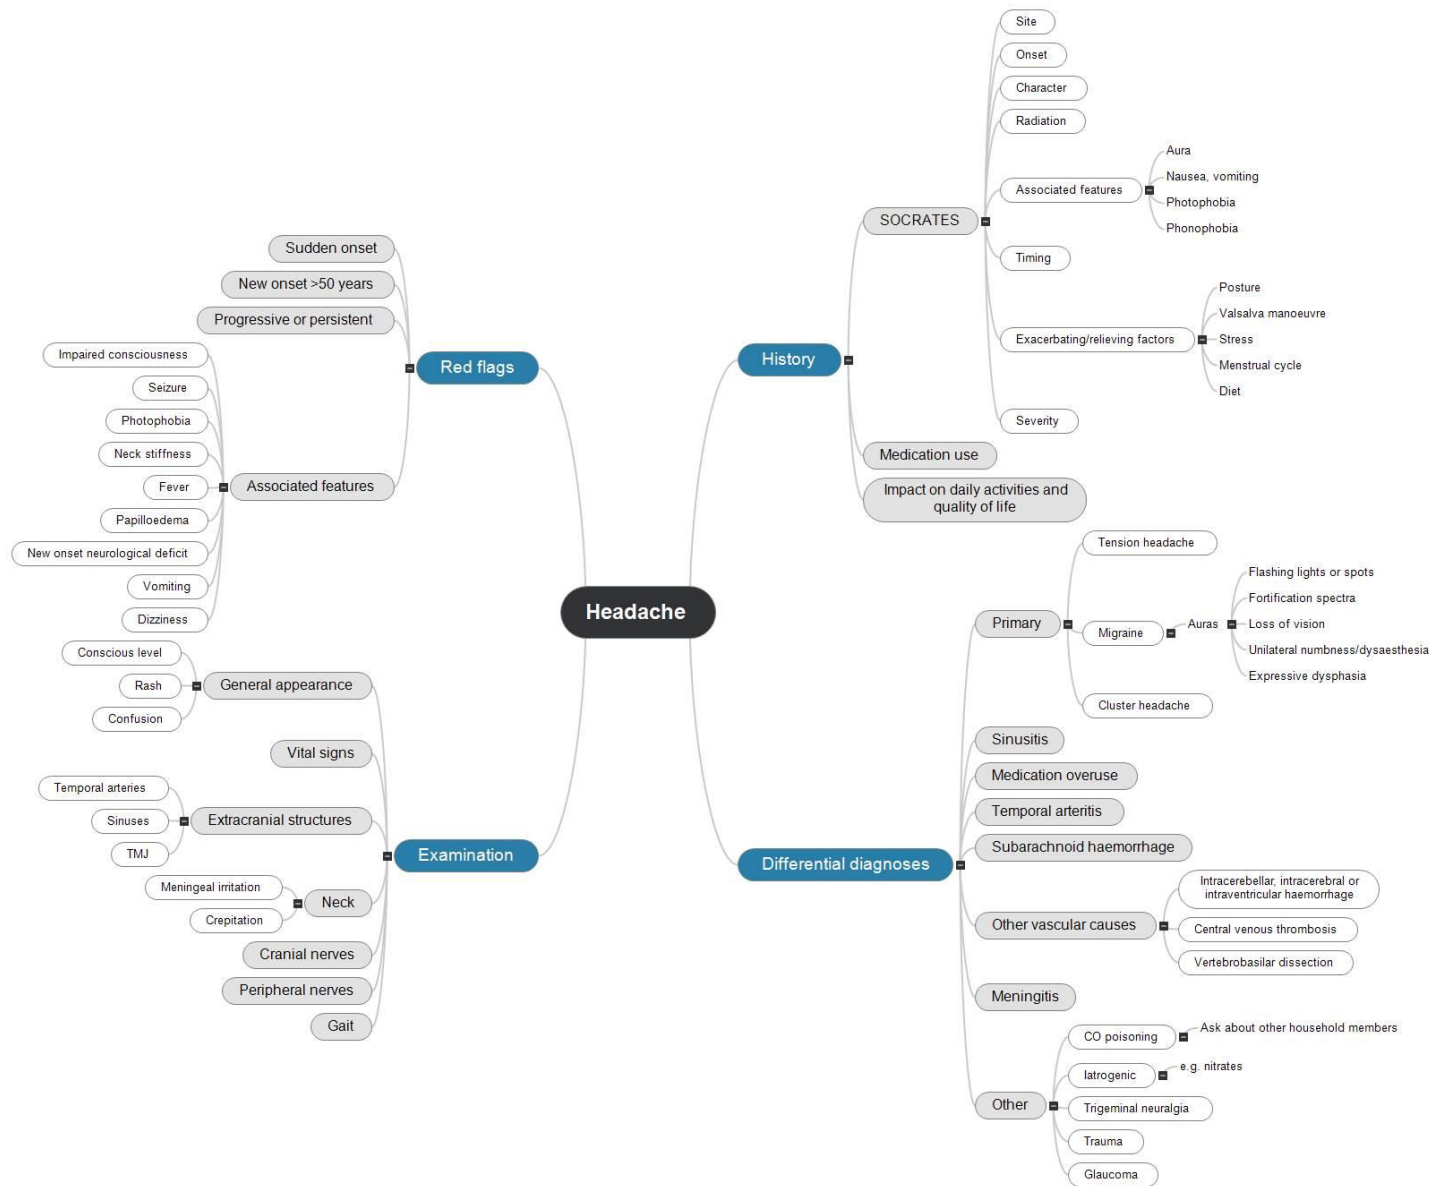 Headache
Red flags
Sudden onset
New onset >50 years
Progressive or persistent
Associated features
Impaired consciousness
Seizure
Photophobia
Neck stiffness
Fever
Papilloedema
New onset neurological deficit
Vomiting
Dizziness
Examination
General appearance
Conscious level
Rash
Confusion
Vital signs
Extracranial structures
Temporal arteries
Sinuses
TMJ
Neck
Meningeal irritation
Crepitation
Cranial nerves
Peripheral nerves
Gait
History
SOCRATES
Site
Onset
Character
Radiation
Associated features
Aura
Nausea, vomiting
Photophobia
Phonophobia
Timing
Exacerbating/relieving factors
Posture
Valsalva manoeuvre
Stress
Menstrual cycle
Diet
Severity
Medication use
Impact on daily activities and
quality of life
Differential diagnoses
Primary
Tension headache
Migraine
Auras
Flashing lights or spots
Fortification spectra
Loss of vision
Unilateral numbness/dysaesthesia
Expressive dysphasia
Cluster headache
Sinusitis
Medication overuse
Temporal arteritis
Subarachnoid haemorrhage
Other vascular causes
Intracerebellar, intracerebral or
intraventricular haemorrhage
Central venous thrombosis
Vertebrobasilar dissection
Meningitis
Other
CO poisoning
Ask about other household members
Iatrogenic
e.g. nitrates
Trigeminal neuralgia
Trauma
Glaucoma